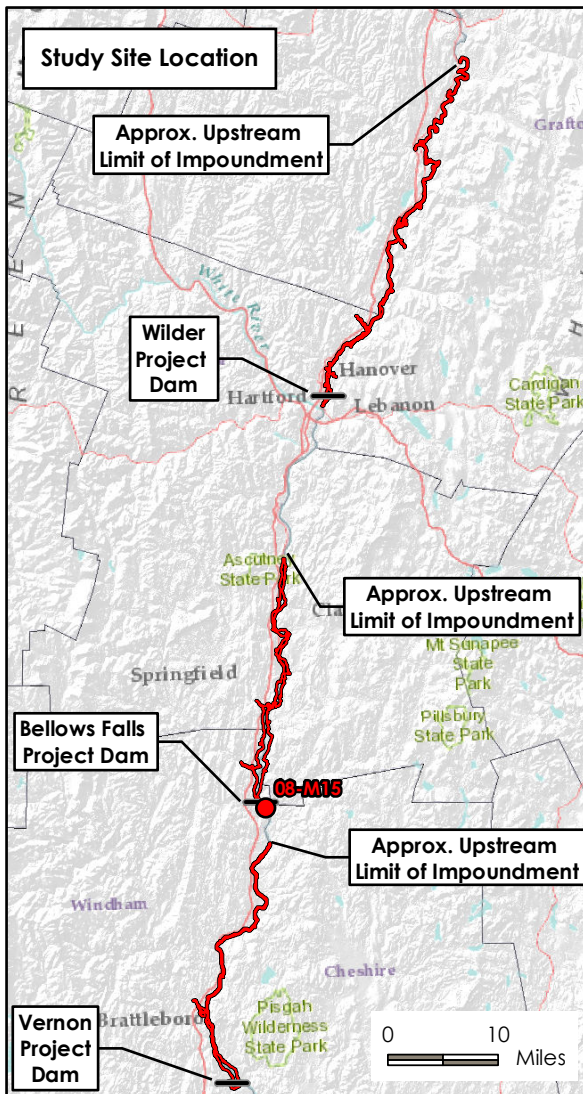 Study Site Location
Approx. Upstream
Limit of Impoundment
Grafto
White River
Wilder
Project
Dam
Hanover
Hartford
Lebanon
Cardigan
State Park
Ascutney
State Park
Approx. Upstream
Limit of Impoundment
Cla
Mt Sunapee
State
Park
Springfield
Pillsbury
State Park
Bellows Falls
Project Dam
08-M15
Approx. Upstream
Limit of Impoundment
Windham
Cheshire
Vernon
Project
Dam
Brattleboro
Pisgah
Wilderness
State Park
0 10
Miles